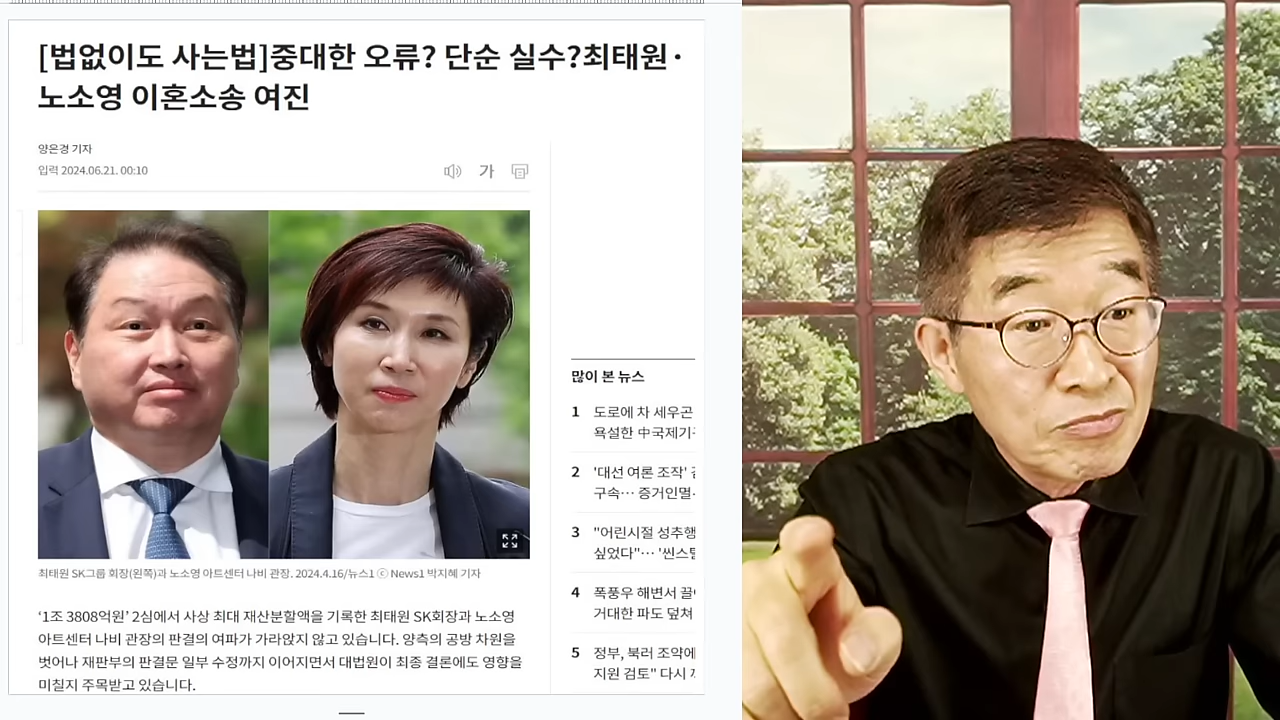 [법없이도 사는법]중대한 오류? 단순 실수?최태원·
노소영 이혼소송 여진
양은경 기자
입력 2024.06.21. 00:10
가
최태원 SK그룹 회장(왼쪽)과 노소영 아트센터 나비 관장. 2024.4.16/뉴스1 ⓒ News1 박지혜 기자
‘1조 3808억원’ 2심에서 사상 최대 재산분할액을 기록한 최태원 SK회장과 노소영
아트센터 나비 관장의 판결의 여파가 가라앉지 않고 있습니다. 양측의 공방 차원을
벗어나 재판부의 판결문 일부 수정까지 이어지면서 대법원이 최종 결론에도 영향을
미칠지 주목받고 있습니다.
많이 본 뉴스
1 도로에 차 세우곤
욕설한 中국제기
2 '대선 여론 조작'
구속… 증거인멸
3 "어린시절 성추행
싶었다"…
4 폭풍우 해변서
거대한 파도 덮쳐
5 정부, 북러 조약에
지원 검토" 다시